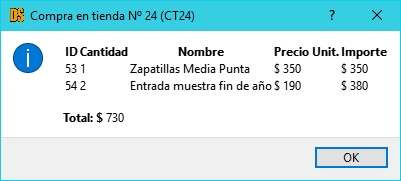 DS Compra en tienda Nº 24 (CT24)
ID Cantidad Nombre Precio Unit. Importe
53 1 Zapatillas Media Punta $ 350 $ 350
54 2 Entrada muestra fin de año $ 190 $ 380
Total: $ 730
OK